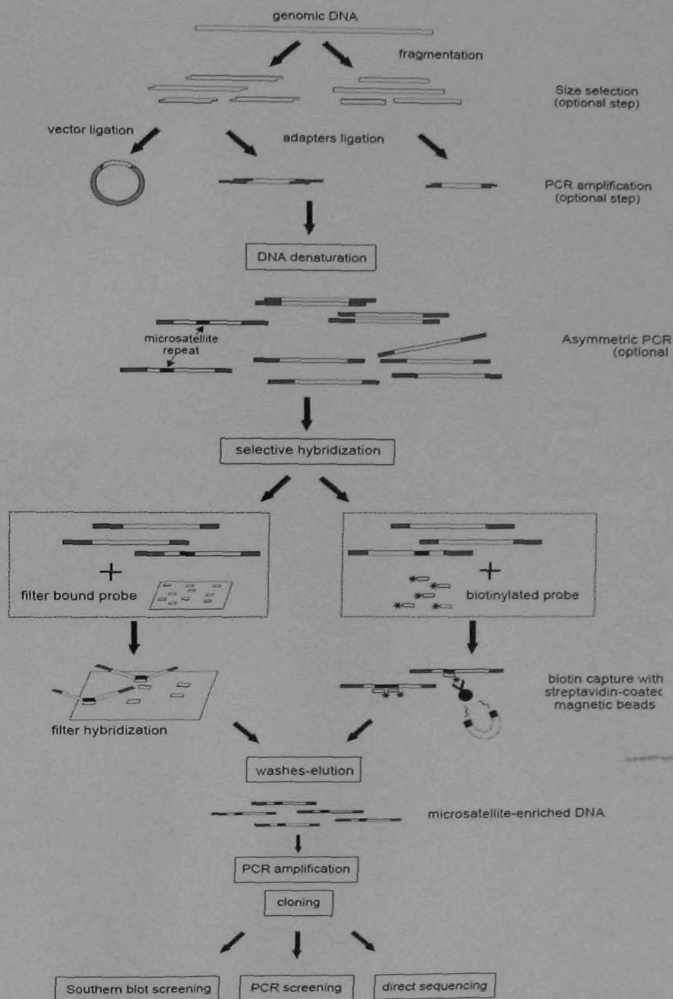 genomic DNA
fragmentation
Size selection
(optional step)
vector ligation
adapters ligation
PCR amplification
(optional step)
DNA denaturation
microsatellite
repeat
Asymmetric PCR
(optional
selective hybridization
+
filter bound probe
+
biotinylated probe
filter hybridization
biotin capture with
streptavidin-coated
magnetic beads
washes-elution
microsatellite-enriched DNA
PCR amplification
cloning
Southern blot screening
PCR screening
direct sequencing